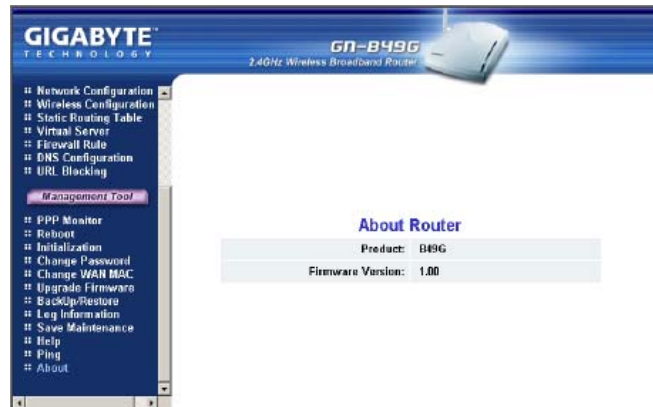 GIGABYTE
TECHNOLOGY
GN-B49G
2.4GHz Wireless Broadband Router
Network Configuration
Wireless Configuration
Static Routing Table
Virtual Server
Firewall Rule
DNS Configuration
URL Blocking
Management Tool
PPP Monitor
Reboot
Initialization
Change Password
Change WAN MAC
Upgrade Firmware
BackUp/Restore
Log Information
Save Maintenance
Help
Ping
About
About Router
Product: B49G
Firmware Version: 1.00